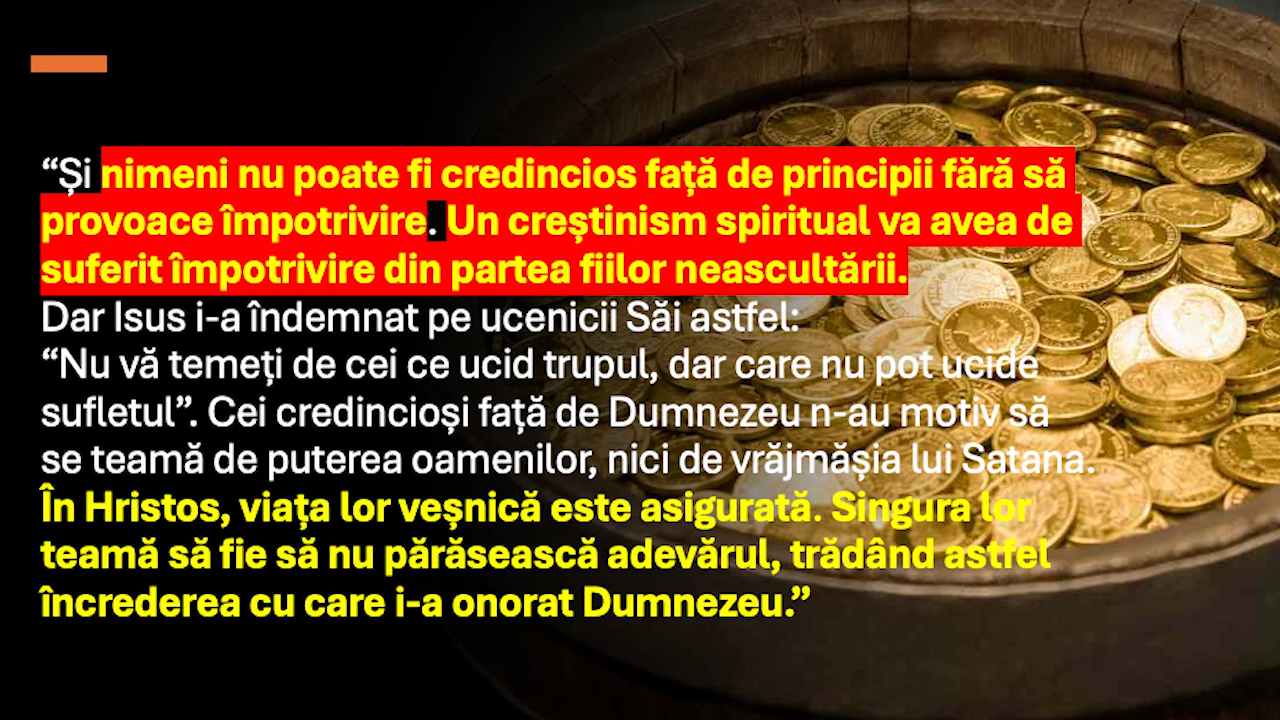 “Și nimeni nu poate fi credincios față de principii fără să
provoace împotrivire. Un creștinism spiritual va avea de
suferit împotrivire din partea fiilor neascultării.
Dar Isus i-a îndemnat pe ucenicii Săi astfel:
“Nu vă temeți de cei ce ucid trupul, dar care nu pot ucide
sufletul”. Cei credincioși față de Dumnezeu n-au motiv să
se teamă de puterea oamenilor, nici de vrăjmășia lui Satana.
În Hristos, viața lor veșnică este asigurată. Singura lor
teamă să fie să nu părăsească adevărul, trădând astfel
încrederea cu care i-a onorat Dumnezeu.”